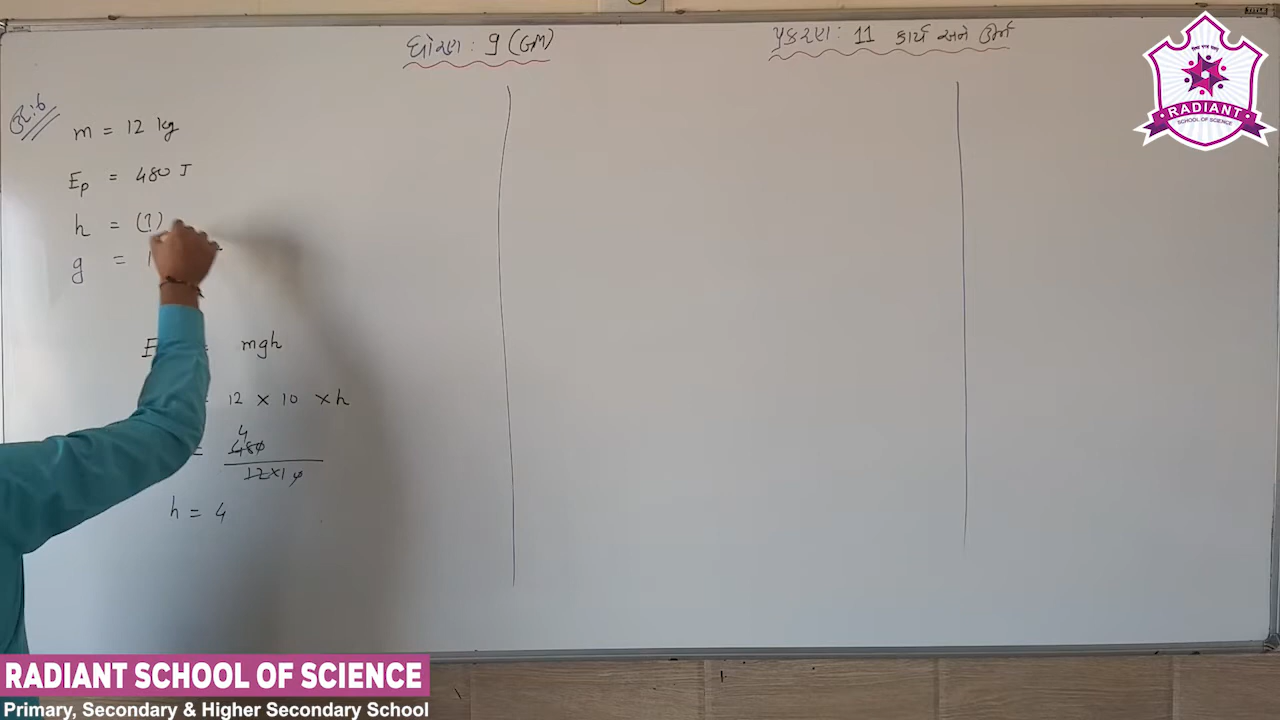 ધોરણ : 9 (GM)
પ્રકરણ : 11 કાર્ય અને ઊર્જા
m = 12 kg
Ep = 480 J
h = (?)
g =
= mgh
12 × 10 × h
4
= 480
12×10
h = 4
RADIANT
SCHOOL OF SCIENCE
RADIANT SCHOOL OF SCIENCE
Primary, Secondary & Higher Secondary School